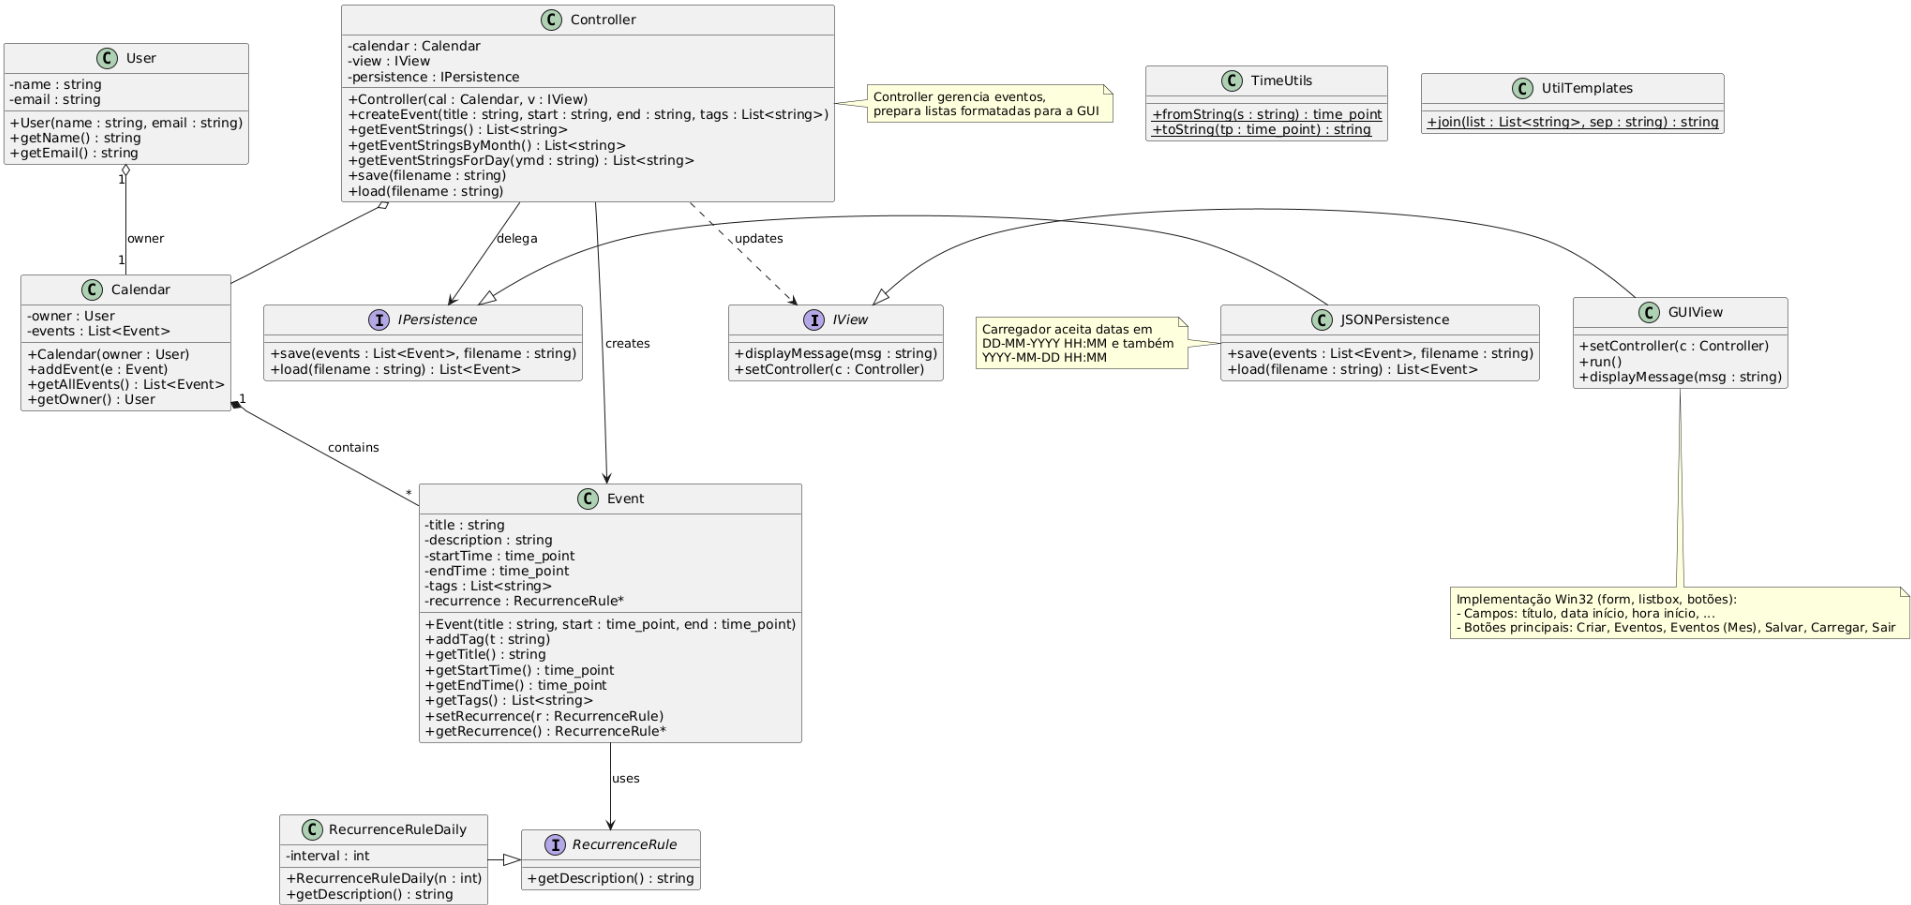 C User
-name : string
-email : string
+User(name : string, email : string)
+getName() : string
+getEmail() : string
C Controller
-calendar : Calendar
-view : IView
-persistence : IPersistence
+Controller(cal : Calendar, v : IView)
+createEvent(title : string, start : string, end : string, tags : List<string>)
+getEventStrings() : List<string>
+getEventStringsByMonth() : List<string>
+getEventStringsForDay(ymd : string) : List<string>
+save(filename : string)
+load(filename : string)
Controller gerencia eventos,
prepara listas formatadas para a GUI
C TimeUtils
+fromString(s : string) : time_point
+toString(tp : time_point) : string
C UtilTemplates
+join(list : List<string>, sep : string) : string
1
owner
1
delega
updates
creates
C Calendar
-owner : User
-events : List<Event>
+Calendar(owner : User)
+addEvent(e : Event)
+getAllEvents() : List<Event>
+getOwner() : User
I IPersistence
+save(events : List<Event>, filename : string)
+load(filename : string) : List<Event>
I IView
+displayMessage(msg : string)
+setController(c : Controller)
Carregador aceita datas em
DD-MM-YYYY HH:MM e também
YYYY-MM-DD HH:MM
C JSONPersistence
+save(events : List<Event>, filename : string)
+load(filename : string) : List<Event>
C GUIView
+setController(c : Controller)
+run()
+displayMessage(msg : string)
1
contains
*
C Event
-title : string
-description : string
-startTime : time_point
-endTime : time_point
-tags : List<string>
-recurrence : RecurrenceRule*
+Event(title : string, start : time_point, end : time_point)
+addTag(t : string)
+getTitle() : string
+getStartTime() : time_point
+getEndTime() : time_point
+getTags() : List<string>
+setRecurrence(r : RecurrenceRule)
+getRecurrence() : RecurrenceRule*
Implementação Win32 (form, listbox, botões):
- Campos: título, data início, hora início, ...
- Botões principais: Criar, Eventos, Eventos (Mes), Salvar, Carregar, Sair
uses
C RecurrenceRuleDaily
-interval : int
+RecurrenceRuleDaily(n : int)
+getDescription() : string
I RecurrenceRule
+getDescription() : string